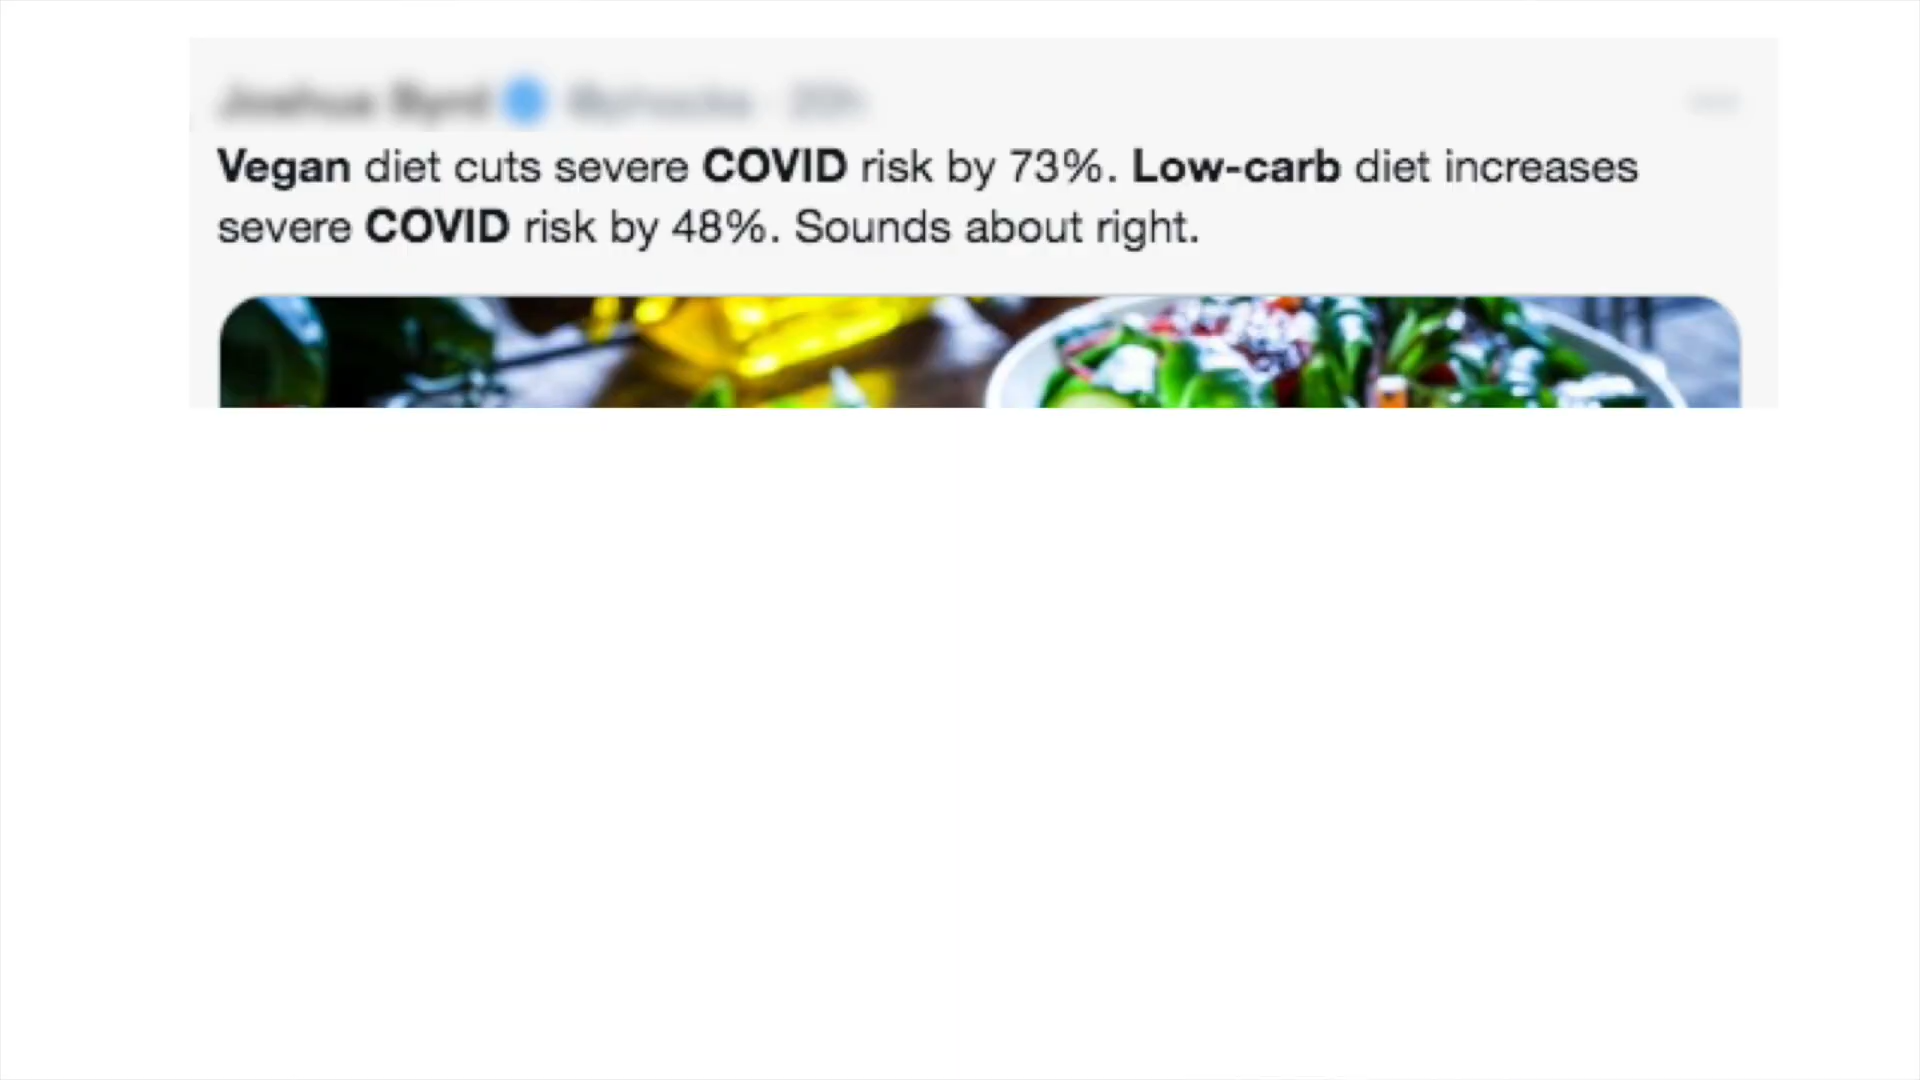 Vegan diet cuts severe COVID risk by 73%. Low-carb diet increases
severe COVID risk by 48%. Sounds about right.